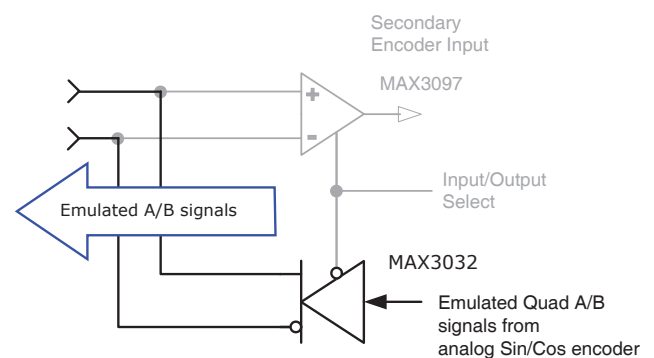 Secondary
Encoder Input
MAX3097
+
-
Input/Output
Select
Emulated A/B signals
MAX3032
Emulated Quad A/B
signals from
analog Sin/Cos encoder